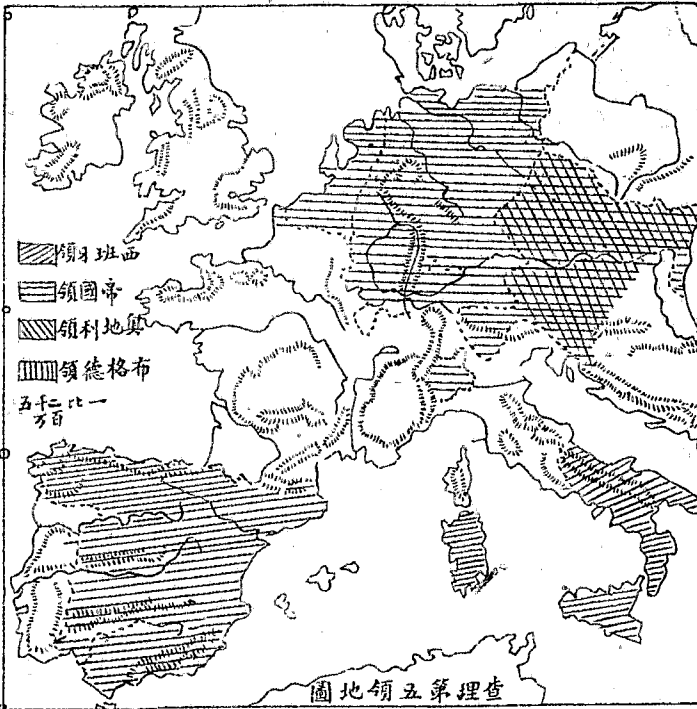 西班牙領
帝國領
奧地利領
布格德領
一比二千五
百万
查理第五領地圖